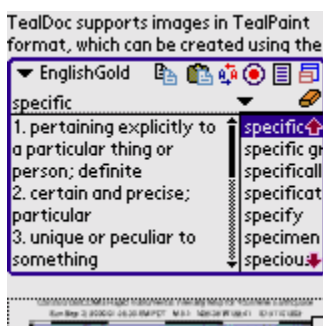 TealDoc supports images in TealPaint
format, which can be created using the
EnglishGold
specific
1. pertaining explicitly to
a particular thing or
person; definite
2. certain and precise;
particular
3. unique or peculiar to
something
specific
specific gr
specificall
specificat
specify
specimen
specious